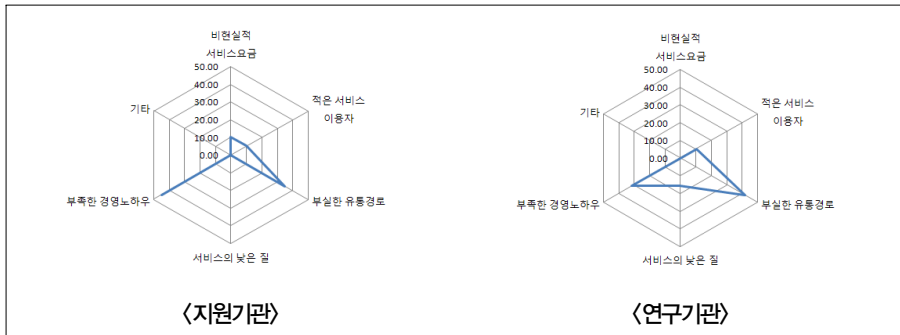 비현실적
서비스요금
50.00
40.00
30.00
20.00
10.00
0.00
적은 서비스
이용자
부실한 유통경로
서비스의 낮은 질
부족한 경영노하우
기타
〈지원기관〉
비현실적
서비스요금
50.00
40.00
30.00
20.00
10.00
0.00
적은 서비스
이용자
부실한 유통경로
서비스의 낮은 질
부족한 경영노하우
기타
〈연구기관〉